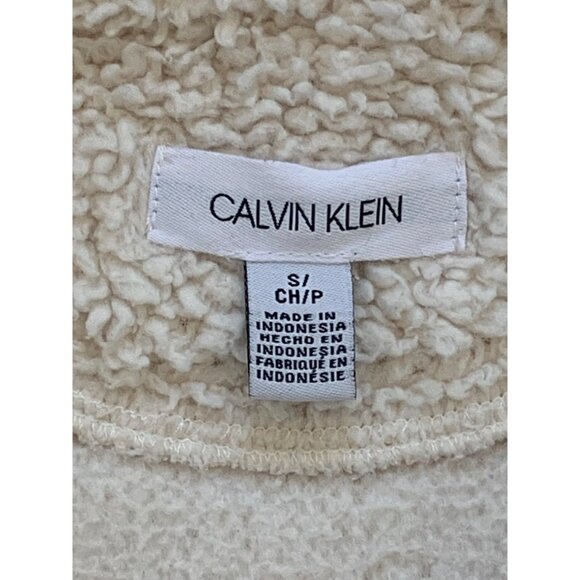 CALVIN KLEIN
S/
CH/P
MADE IN
INDONESIA
HECHO EN
INDONESIA
FABRIQUÉ EN
INDONÉSIE